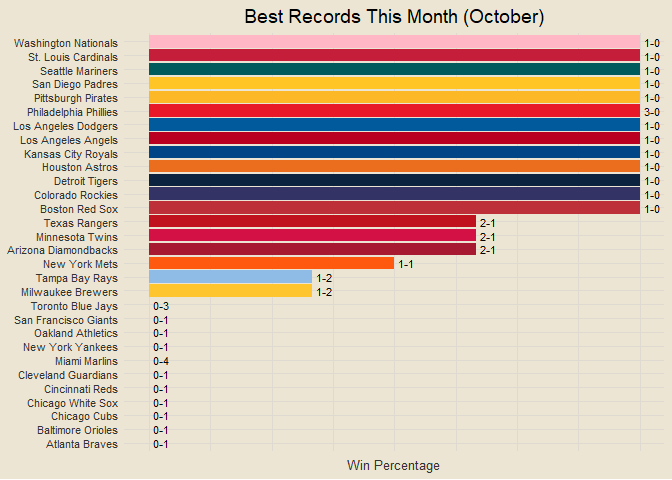 Best Records This Month (October)
Washington Nationals 1-0
St. Louis Cardinals 1-0
Seattle Mariners 1-0
San Diego Padres 1-0
Pittsburgh Pirates 1-0
Philadelphia Phillies 3-0
Los Angeles Dodgers 1-0
Los Angeles Angels 1-0
Kansas City Royals 1-0
Houston Astros 1-0
Detroit Tigers 1-0
Colorado Rockies 1-0
Boston Red Sox 1-0
Texas Rangers 2-1
Minnesota Twins 2-1
Arizona Diamondbacks 2-1
New York Mets 1-1
Tampa Bay Rays 1-2
Milwaukee Brewers 1-2
Toronto Blue Jays 0-3
San Francisco Giants 0-1
Oakland Athletics 0-1
New York Yankees 0-1
Miami Marlins 0-4
Cleveland Guardians 0-1
Cincinnati Reds 0-1
Chicago White Sox 0-1
Chicago Cubs 0-1
Baltimore Orioles 0-1
Atlanta Braves 0-1
Win Percentage